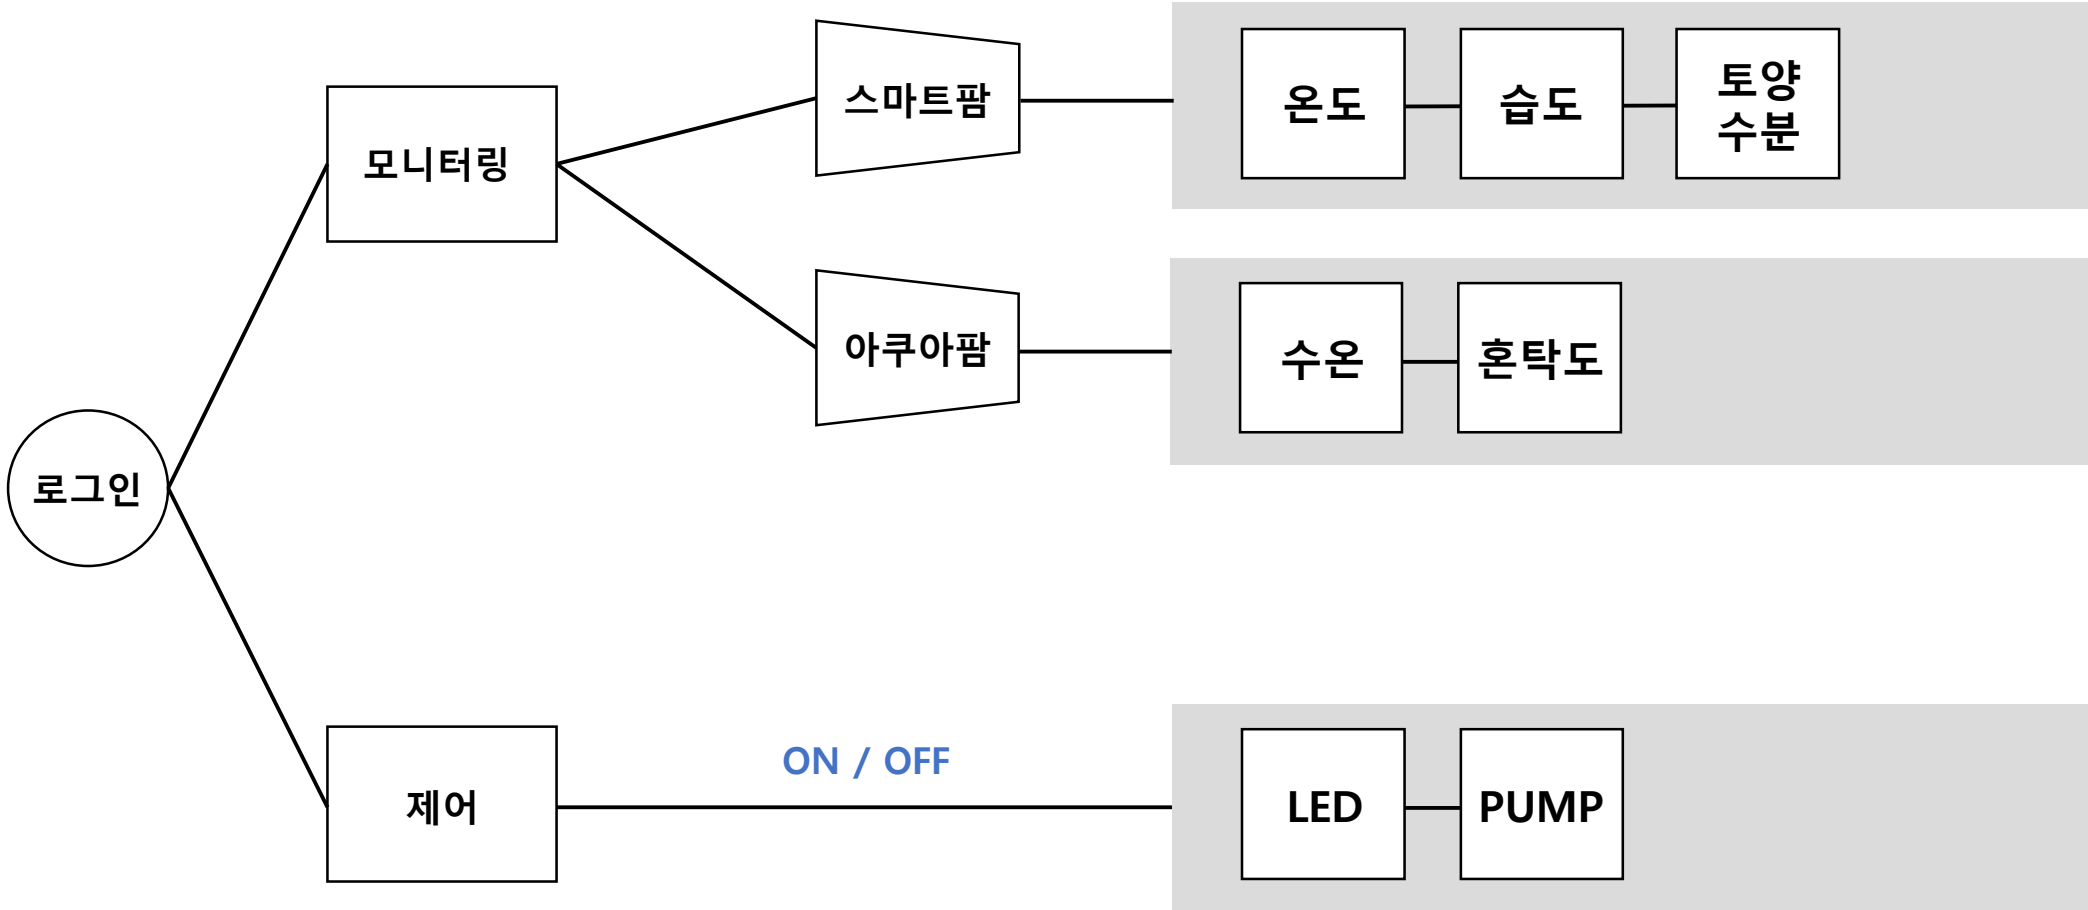 스마트팜
온도
습도
토양
수분
모니터링
아쿠아팜
수온
혼탁도
로그인
제어
ON / OFF
LED
PUMP